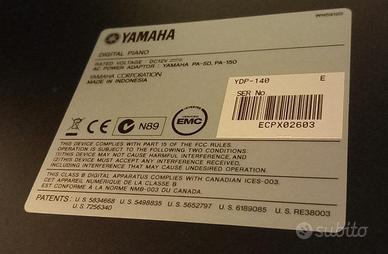 YAMAHA
DIGITAL PIANO
RATED VOLTAGE : DC12V
AC POWER ADAPTOR : YAMAHA PA-5D, PA-150
YAMAHA CORPORATION
MADE IN INDONESIA
YDP-140 E
SER No.
ECPX02603
CE N89 EMC
THIS DEVICE COMPLIES WITH PART 15 OF THE FCC RULES.
OPERATION IS SUBJECT TO THE FOLLOWING TWO CONDITIONS:
(1) THIS DEVICE MAY NOT CAUSE HARMFUL INTERFERENCE, AND
(2) THIS DEVICE MUST ACCEPT ANY INTERFERENCE RECEIVED,
INCLUDING INTERFERENCE THAT MAY CAUSE UNDESIRED OPERATION.
THIS CLASS B DIGITAL APPARATUS COMPLIES WITH CANADIAN ICES-003.
CET APPAREIL NUMERIQUE DE LA CLASSE B
EST CONFORME À LA NORME NMB-003 DU CANADA.
PATENTS : U.S. 5834668 U.S. 5498835 U.S. 5652797 U.S. 6189085 U.S. RE38003
U.S. 7256340
subito